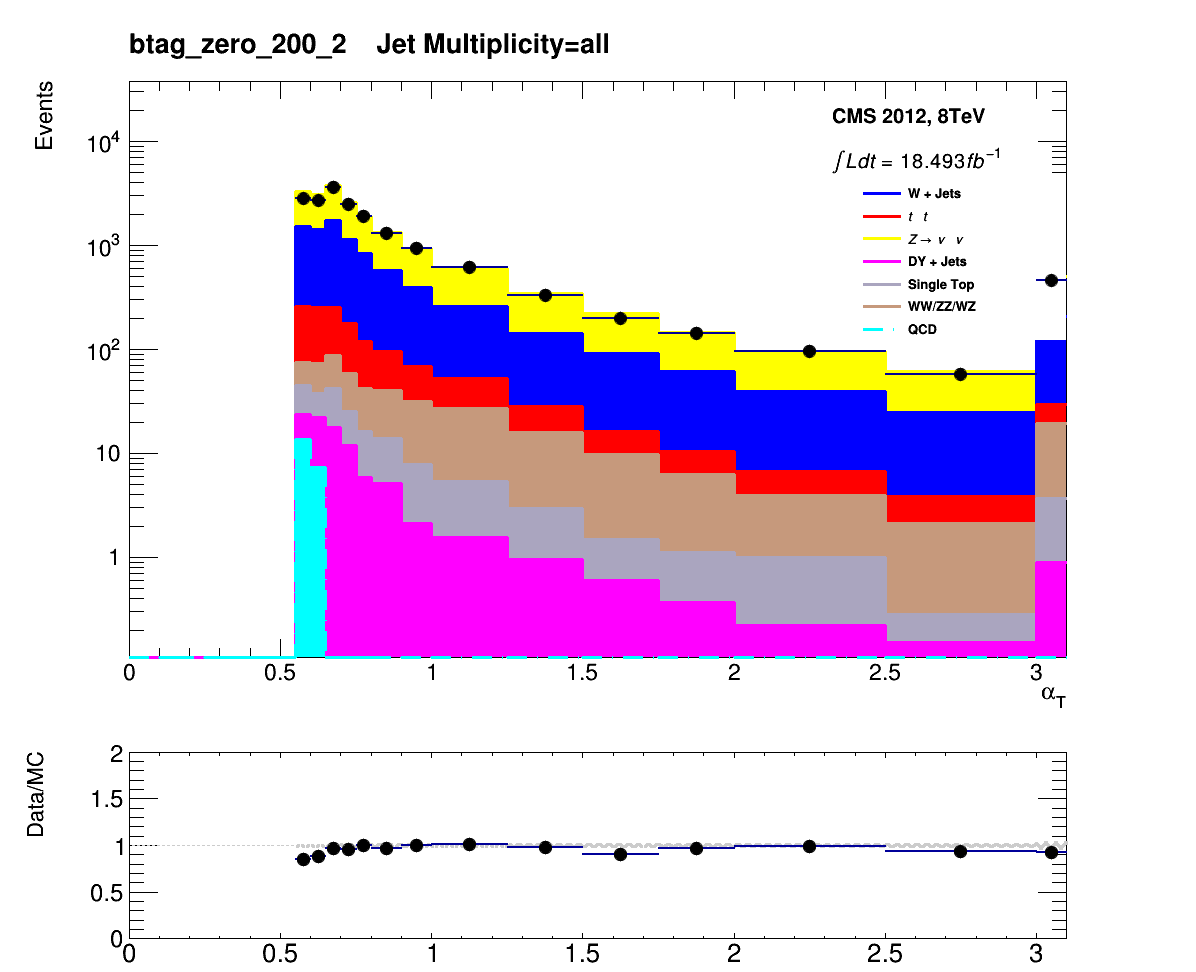 btag_zero_200_2 Jet Multiplicity=all
Events
CMS 2012, 8TeV
∫Ldt = 18.493fb⁻¹
W + Jets
t t
Z→ ν ν
DY + Jets
Single Top
WW/ZZ/WZ
QCD
10⁴
10³
10²
10
1
0 0.5 1 1.5 2 2.5 3
α_T
Data/MC
2
1.5
1
0.5
0
0 0.5 1 1.5 2 2.5 3